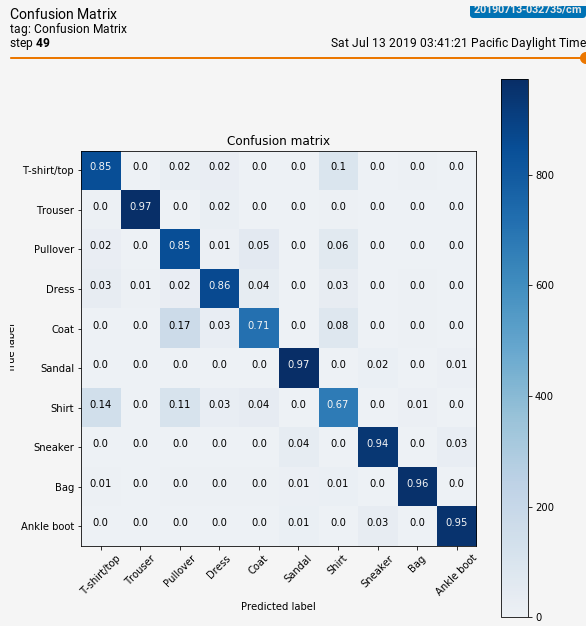 Confusion Matrix
20190713-032735/cm
tag: Confusion Matrix
step 49
Sat Jul 13 2019 03:41:21 Pacific Daylight Time
Confusion matrix
T-shirt/top 0.85 0.0 0.02 0.02 0.0 0.0 0.1 0.0 0.0 0.0
Trouser 0.0 0.97 0.0 0.02 0.0 0.0 0.0 0.0 0.0 0.0
Pullover 0.02 0.0 0.85 0.01 0.05 0.0 0.06 0.0 0.0 0.0
Dress 0.03 0.01 0.02 0.86 0.04 0.0 0.03 0.0 0.0 0.0
Coat 0.0 0.0 0.17 0.03 0.71 0.0 0.08 0.0 0.0 0.0
Sandal 0.0 0.0 0.0 0.0 0.0 0.97 0.0 0.02 0.0 0.01
Shirt 0.14 0.0 0.11 0.03 0.04 0.0 0.67 0.0 0.01 0.0
Sneaker 0.0 0.0 0.0 0.0 0.0 0.04 0.0 0.94 0.0 0.03
Bag 0.01 0.0 0.0 0.0 0.0 0.01 0.01 0.0 0.96 0.0
Ankle boot 0.0 0.0 0.0 0.0 0.0 0.01 0.0 0.03 0.0 0.95
T-shirt/top Trouser Pullover Dress Coat Sandal Shirt Sneaker Bag Ankle boot
Predicted label
True label
800
600
400
200
0